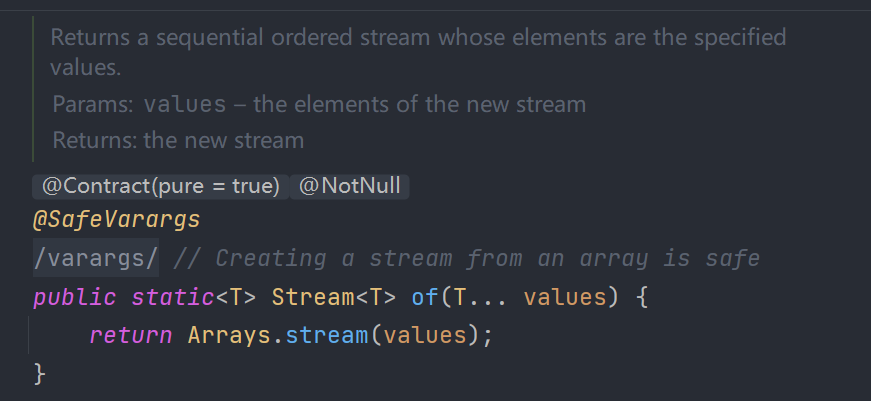 Returns a sequential ordered stream whose elements are the specified
values.
Params: values – the elements of the new stream
Returns: the new stream
@Contract(pure = true) @NotNull
@SafeVarargs
/varargs/ // Creating a stream from an array is safe
public static<T> Stream<T> of(T... values) {
    return Arrays.stream(values);
}